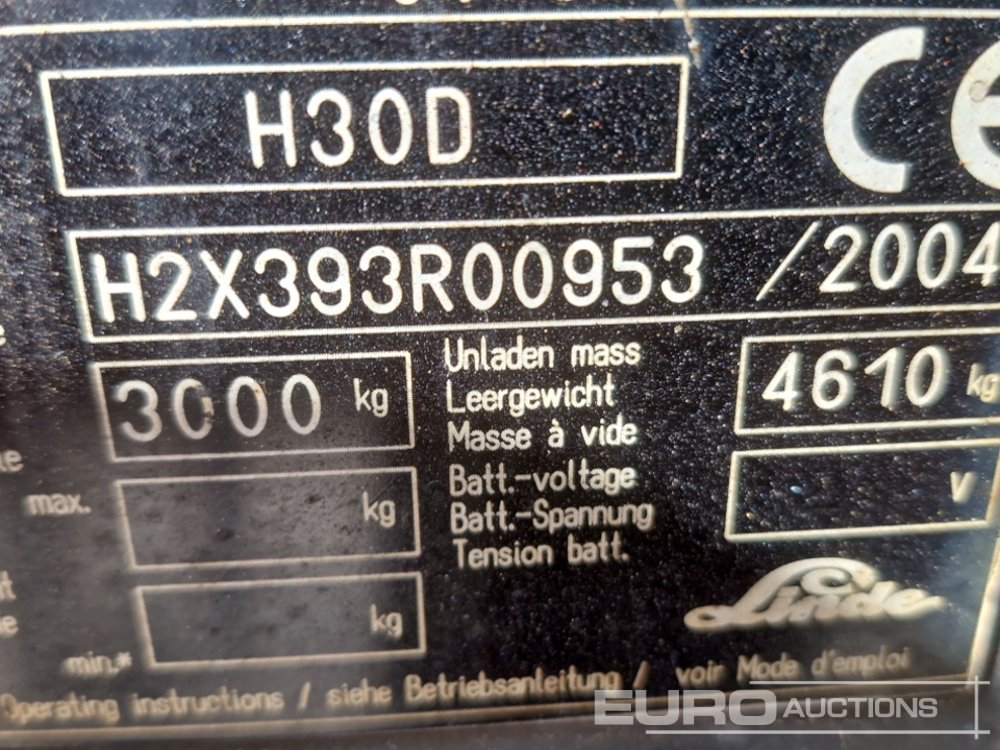 H30D
CE
H2X393R00953 /2004
3000 kg
Unladen mass
Leergewicht
Masse à vide
4610 kg
max. kg
Batt.-voltage
Batt.-Spannung
Tension batt.
V
min.* kg
Linde
Operating instructions / siehe Betriebsanleitung / voir Mode d'emploi
EURO AUCTIONS